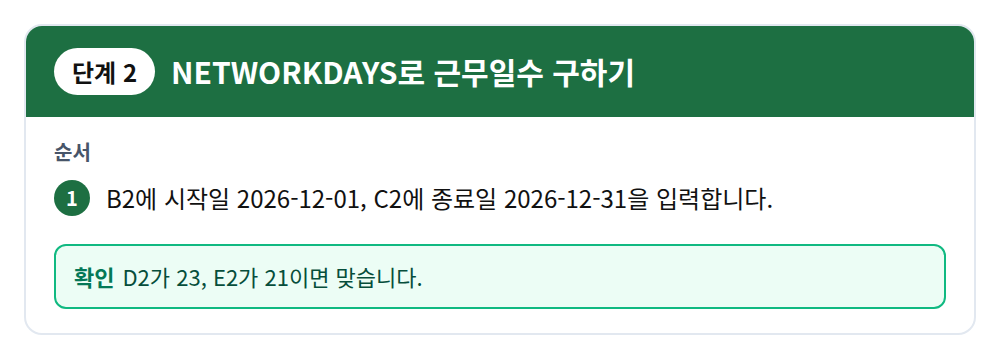 단계 2 NETWORKDAYS로 근무일수 구하기
순서
1 B2에 시작일 2026-12-01, C2에 종료일 2026-12-31을 입력합니다.
확인 D2가 23, E2가 21이면 맞습니다.